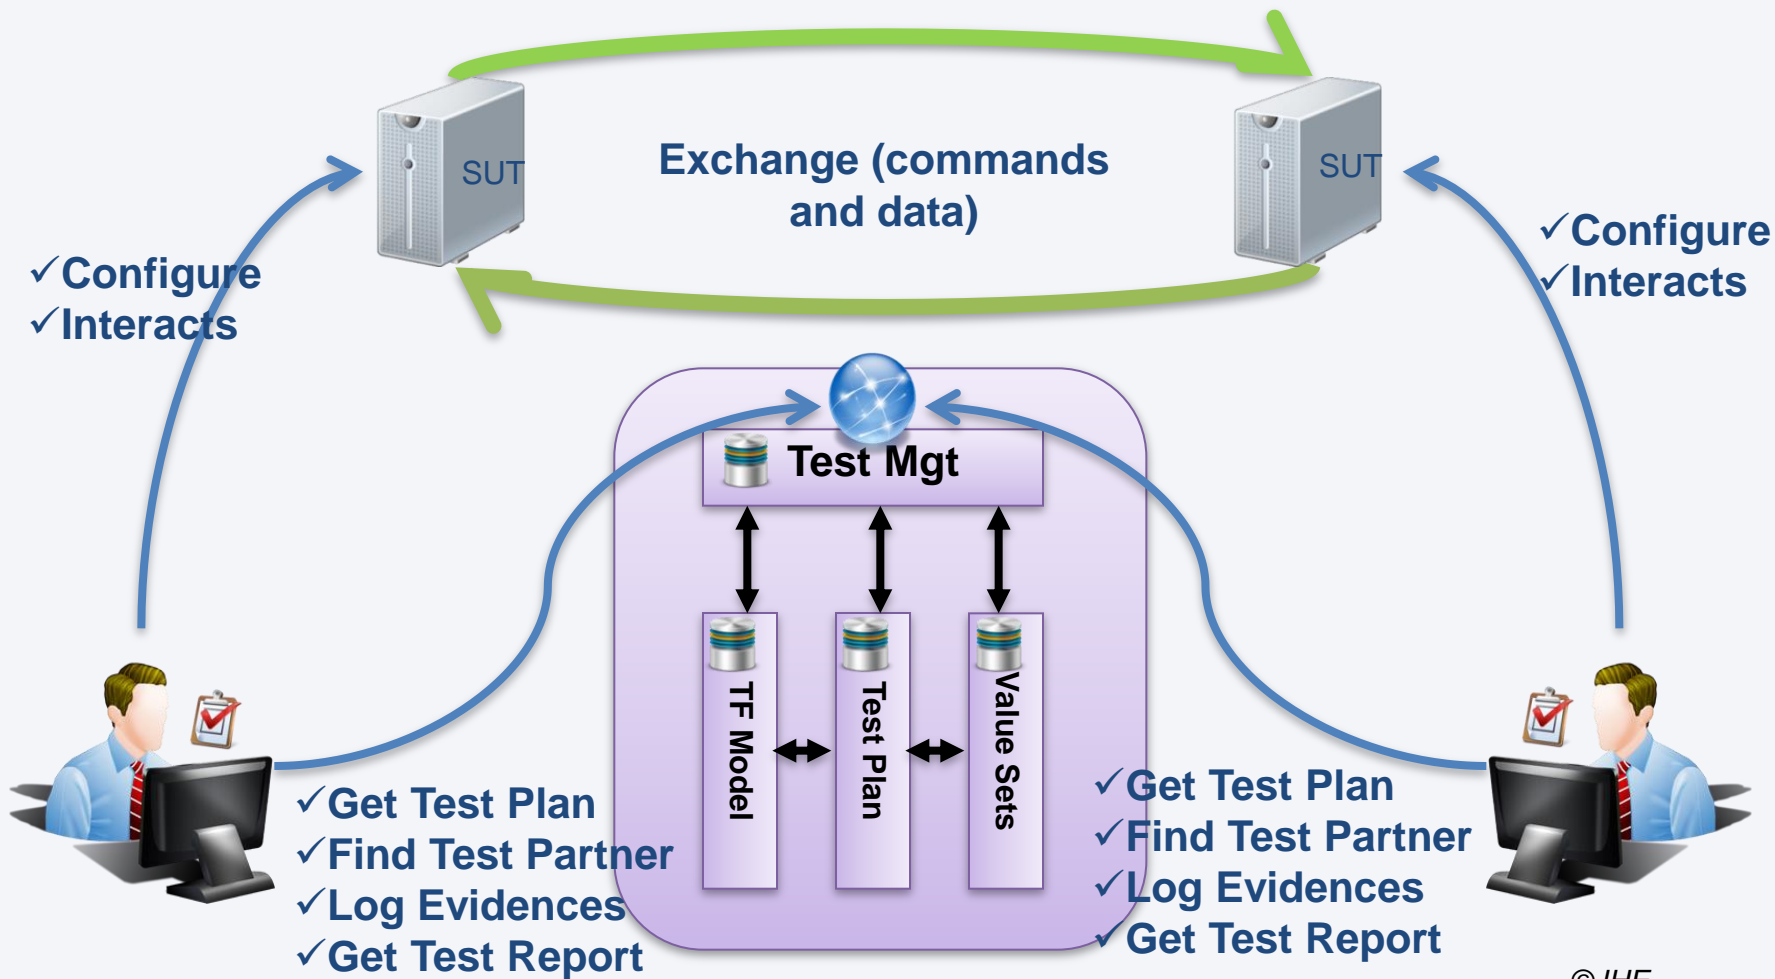 SUT
Exchange (commands
and data)
SUT
✓Configure
✓Interacts
✓Configure
✓Interacts
Test Mgt
TF Model
Test Plan
Value Sets
✓Get Test Plan
✓Find Test Partner
✓Log Evidences
✓Get Test Report
✓Get Test Plan
✓Find Test Partner
✓Log Evidences
✓Get Test Report
© IHE